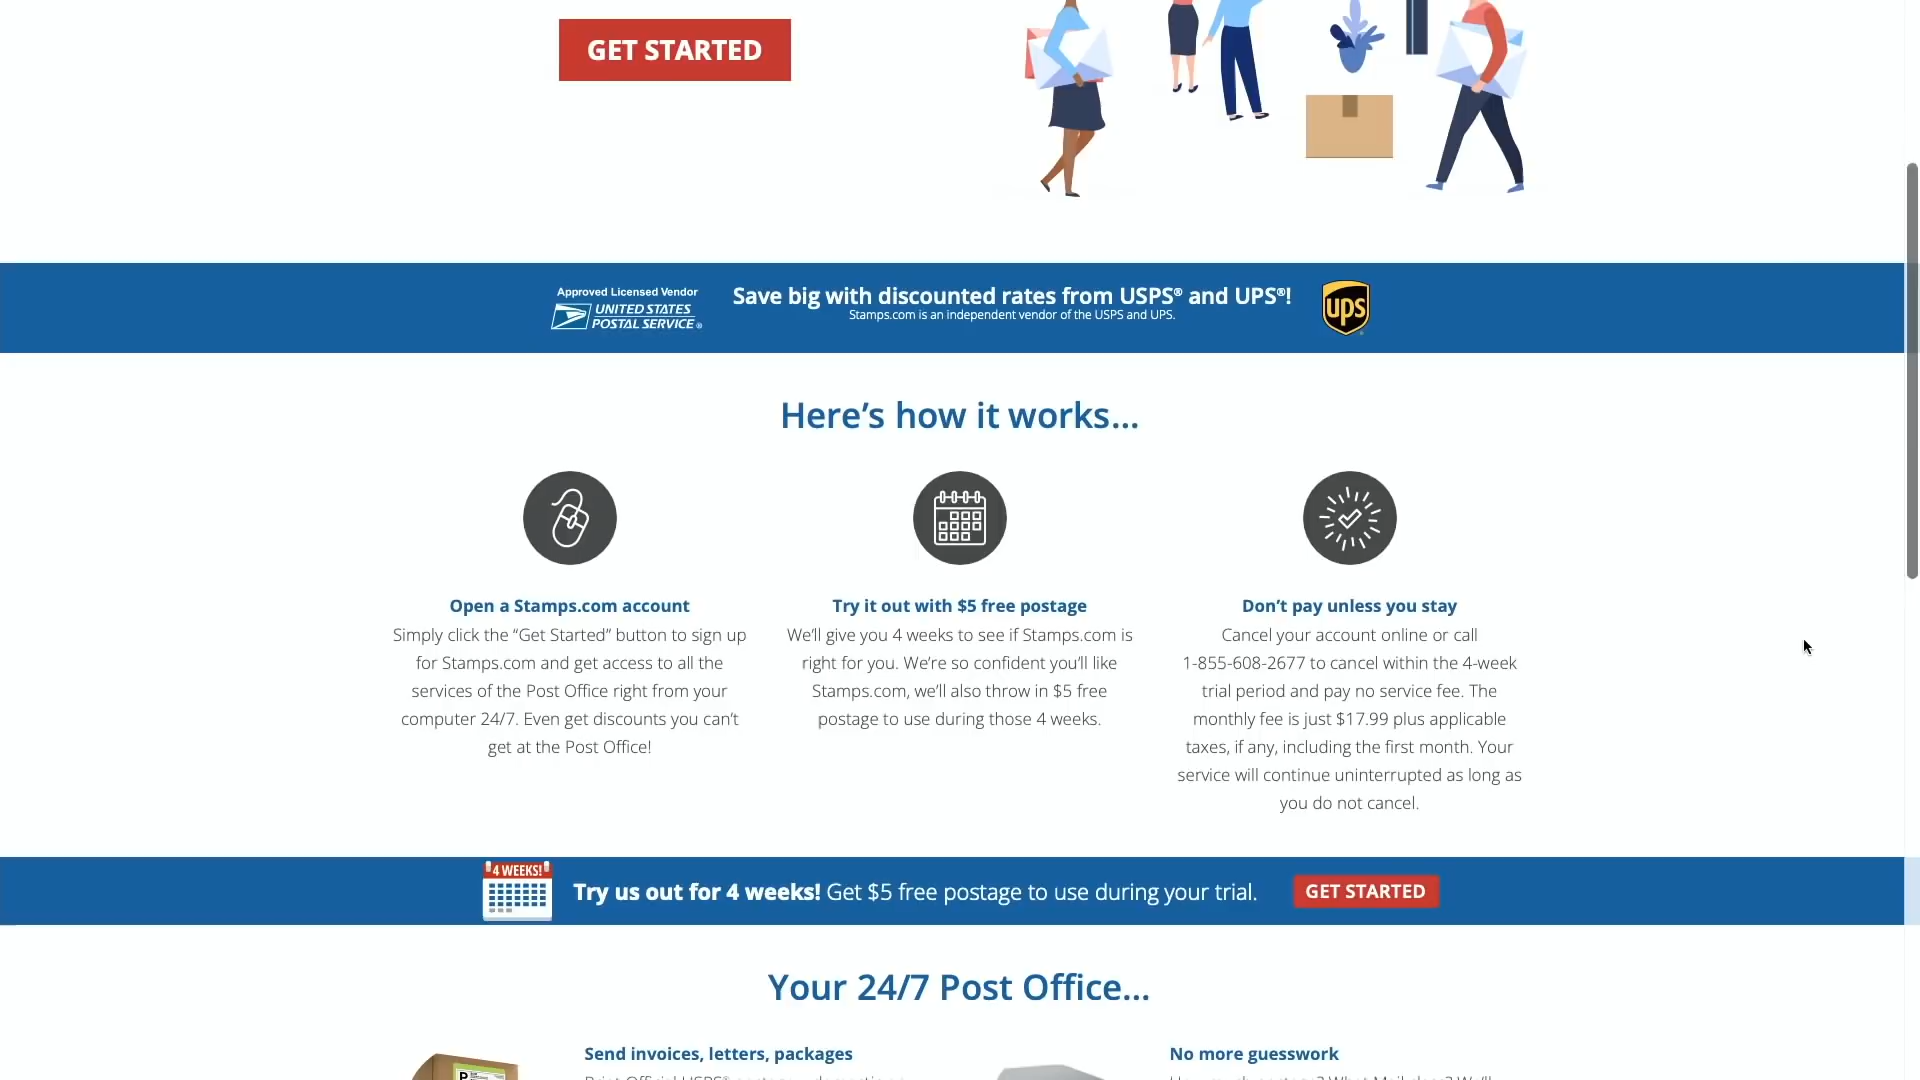 GET STARTED
Approved Licensed Vendor
UNITED STATES
POSTAL SERVICE®
Save big with discounted rates from USPS® and UPS®!
Stamps.com is an independent vendor of the USPS and UPS.
ups
Here’s how it works...
Open a Stamps.com account
Simply click the “Get Started” button to sign up
for Stamps.com and get access to all the
services of the Post Office right from your
computer 24/7. Even get discounts you can’t
get at the Post Office!
Try it out with $5 free postage
We’ll give you 4 weeks to see if Stamps.com is
right for you. We’re so confident you’ll like
Stamps.com, we’ll also throw in $5 free
postage to use during those 4 weeks.
Don’t pay unless you stay
Cancel your account online or call
1-855-608-2677 to cancel within the 4-week
trial period and pay no service fee. The
monthly fee is just $17.99 plus applicable
taxes, if any, including the first month. Your
service will continue uninterrupted as long as
you do not cancel.
4 WEEKS!
Try us out for 4 weeks! Get $5 free postage to use during your trial.
GET STARTED
Your 24/7 Post Office...
Send invoices, letters, packages
P
No more guesswork